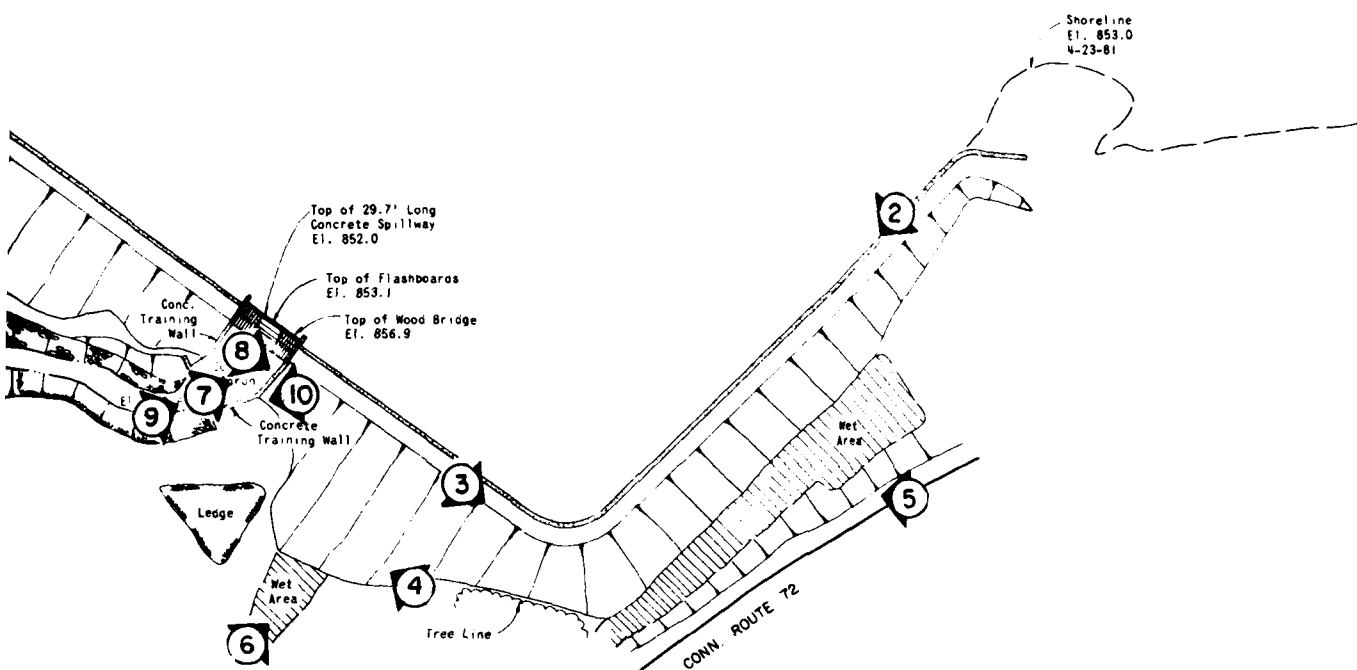 Shoreline
El. 853.0
4-23-81
2
Top of 29.7' Long
Concrete Spillway
El. 852.0
Top of Flashboards
El. 853.1
Top of Wood Bridge
El. 856.9
Conc.
Training
Wall
8
7
10
9
El
Concrete
Training Wall
3
Wet
Area
5
Ledge
4
Wet
Area
6
Tree Line
CONN. ROUTE 72